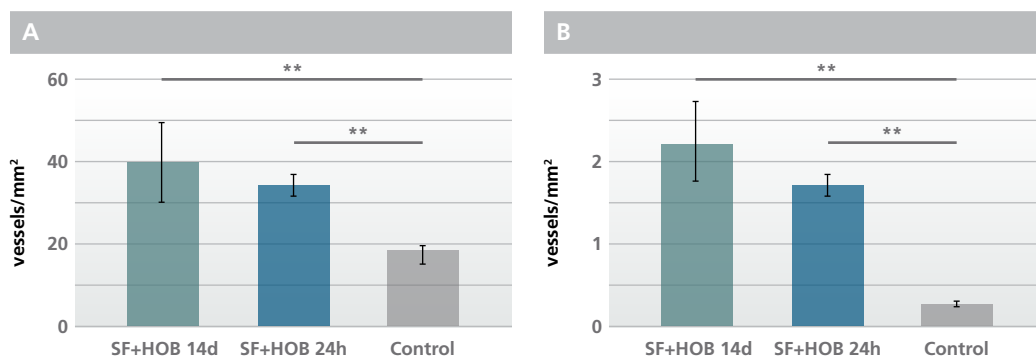 A
vessels/mm²
60
40
20
0
**
**
SF+HOB 14d SF+HOB 24h Control
B
vessels/mm²
3
2
1
0
**
**
SF+HOB 14d SF+HOB 24h Control